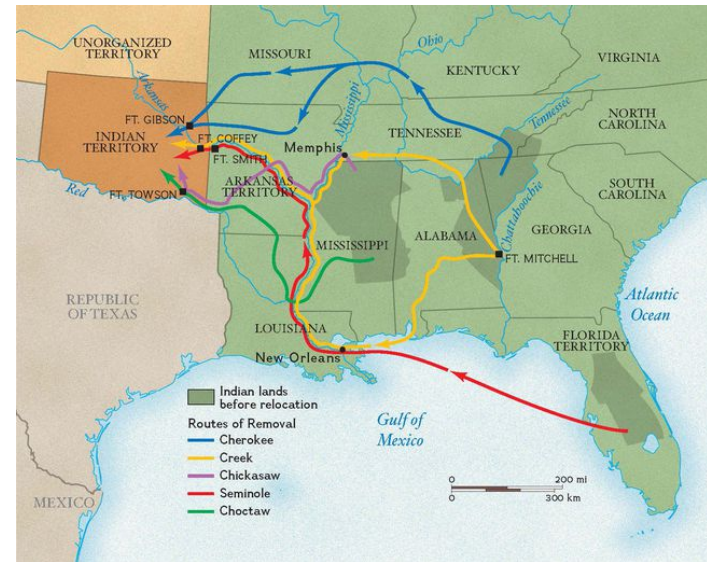 UNORGANIZED
TERRITORY
MISSOURI
Ohio
KENTUCKY
VIRGINIA
Arkansas
Mississippi
Tennessee
FT. GIBSON
NORTH
CAROLINA
INDIAN
TERRITORY
FT. COFFEY
FT. SMITH
Memphis
TENNESSEE
ARKANSAS
TERRITORY
Red
FT. TOWSON
SOUTH
CAROLINA
Chattahoochie
MISSISSIPPI
ALABAMA
GEORGIA
FT. MITCHELL
REPUBLIC
OF TEXAS
Atlantic
Ocean
LOUISIANA
New Orleans
FLORIDA
TERRITORY
Indian lands
before relocation
Routes of Removal
Cherokee
Creek
Chickasaw
Seminole
Choctaw
Gulf of
Mexico
0 200 mi
0 300 km
MEXICO